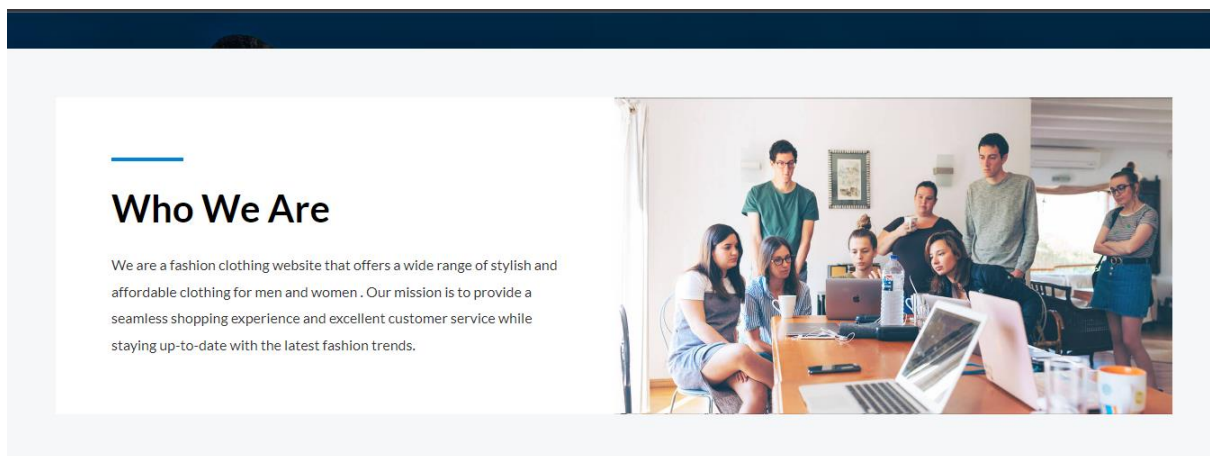 Who We Are
We are a fashion clothing website that offers a wide range of stylish and
affordable clothing for men and women . Our mission is to provide a
seamless shopping experience and excellent customer service while
staying up-to-date with the latest fashion trends.